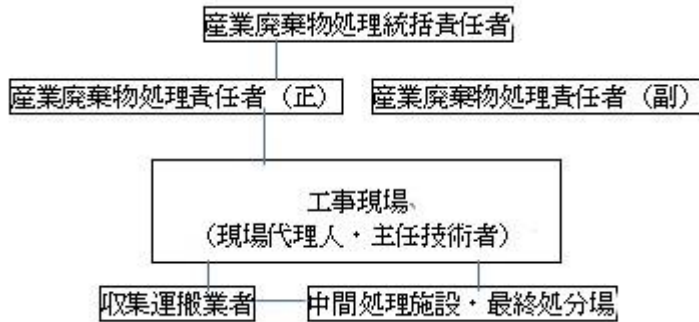 産業廃棄物処理統括責任者
産業廃棄物処理責任者（正）
産業廃棄物処理責任者（副）
工事現場、
（現場代理人・主任技術者）
収集運搬業者
中間処理施設・最終処分場